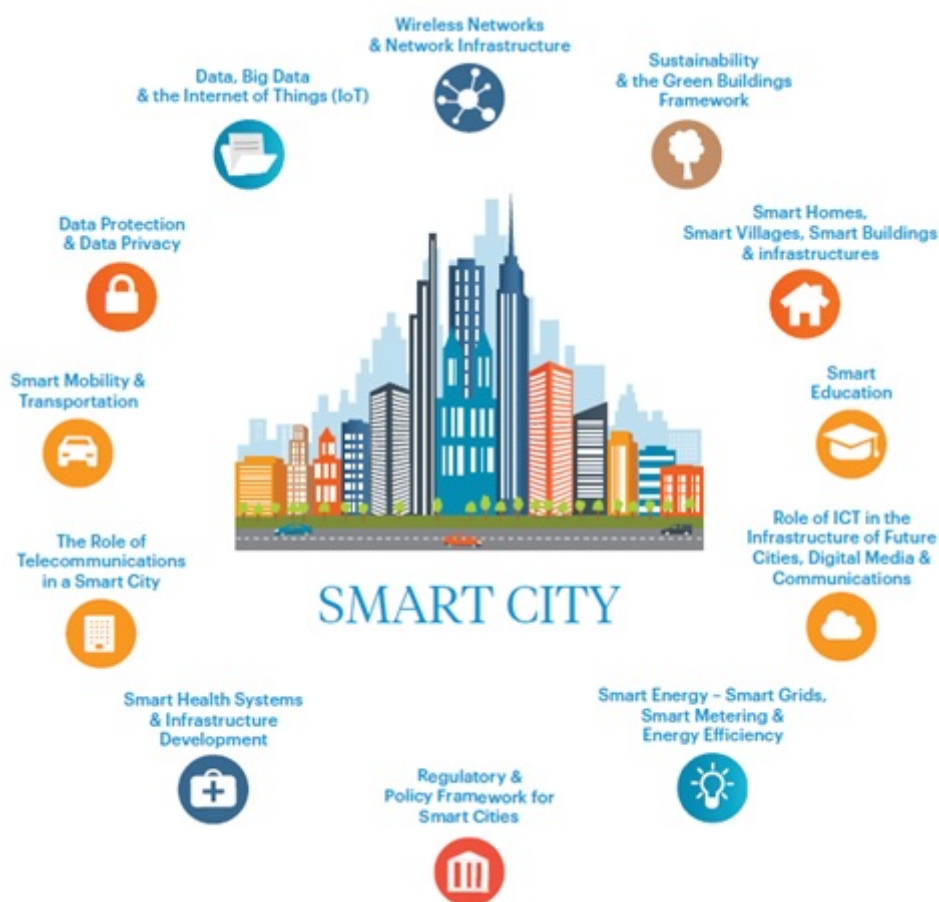 Wireless Networks
& Network Infrastructure
Data, Big Data
& the Internet of Things (IoT)
Sustainability
& the Green Buildings
Framework
Data Protection
& Data Privacy
Smart Homes,
Smart Villages, Smart Buildings
& infrastructures
Smart Mobility &
Transportation
Smart
Education
The Role of
Telecommunications
in a Smart City
Role of ICT in the
Infrastructure of Future
Cities, Digital Media &
Communications
SMART CITY
Smart Health Systems
& Infrastructure
Development
Smart Energy – Smart Grids,
Smart Metering &
Energy Efficiency
Regulatory &
Policy Framework for
Smart Cities